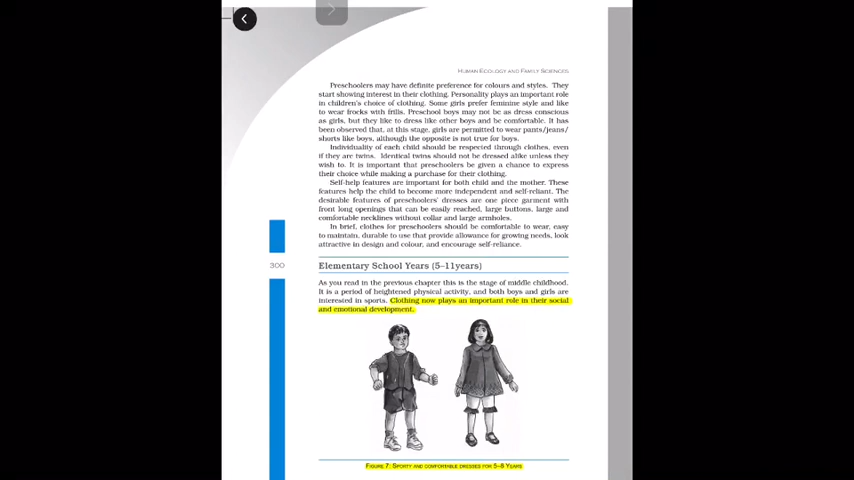 HUMAN ECOLOGY AND FAMILY SCIENCES
Preschoolers may have definite preference for colours and styles. They
start showing interest in their clothing. Personality plays an important role
in children's choice of clothing. Some girls prefer feminine style and like
to wear frocks with frills. Preschool boys may not be as dress conscious
as girls, but they like to dress like other boys and be comfortable. It has
been observed that, at this stage, girls are permitted to wear pants/jeans/
shorts like boys, although the opposite is not true for boys.
Individuality of each child should be respected through clothes, even
if they are twins. Identical twins should not be dressed alike unless they
wish to. It is important that preschoolers be given a chance to express
their choice while making a purchase for their clothing.
Self-help features are important for both child and the mother. These
features help the child to become more independent and self-reliant. The
desirable features of preschoolers' dresses are one piece garment with
front long openings that can be easily reached, large buttons, large and
comfortable necklines without collar and large armholes.
In brief, clothes for preschoolers should be comfortable to wear, easy
to maintain, durable to use that provide allowance for growing needs, look
attractive in design and colour, and encourage self-reliance.
300
Elementary School Years (5–11years)
As you read in the previous chapter this is the stage of middle childhood.
It is a period of heightened physical activity, and both boys and girls are
interested in sports. Clothing now plays an important role in their social
and emotional development.
FIGURE 7: SPORTY AND COMFORTABLE DRESSES FOR 5–8 YEARS